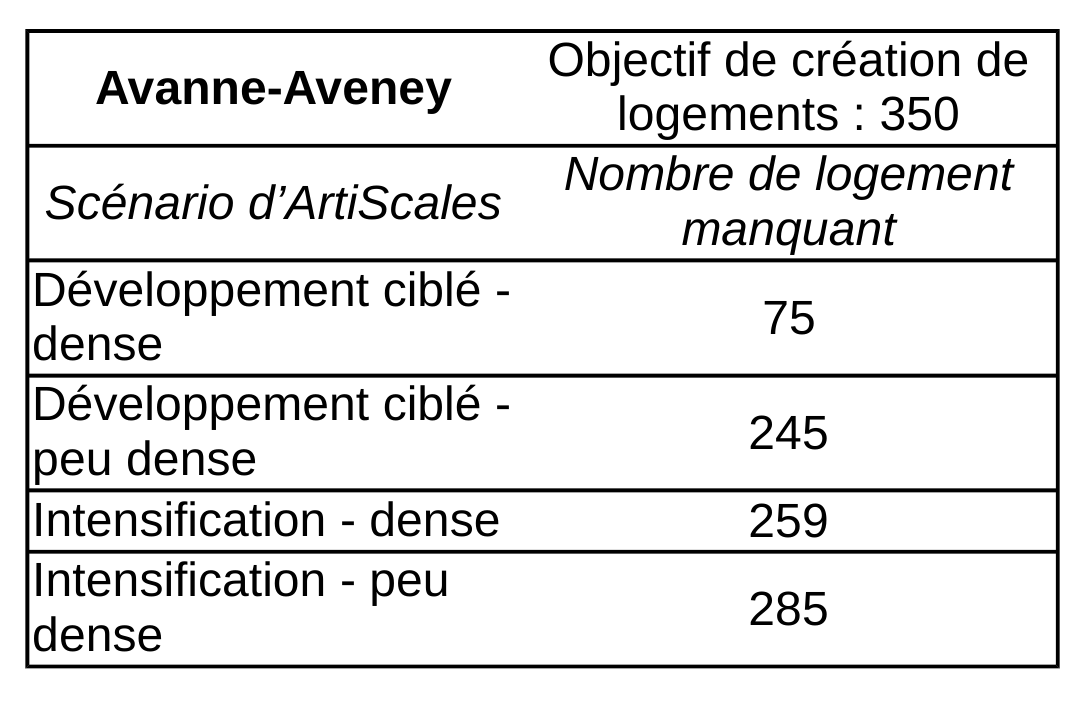 Avanne-Aveney
Objectif de création de
logements : 350
Scénario d’ArtiScales
Nombre de logement
manquant
Développement ciblé -
dense
75
Développement ciblé -
peu dense
245
Intensification - dense
259
Intensification - peu
dense
285